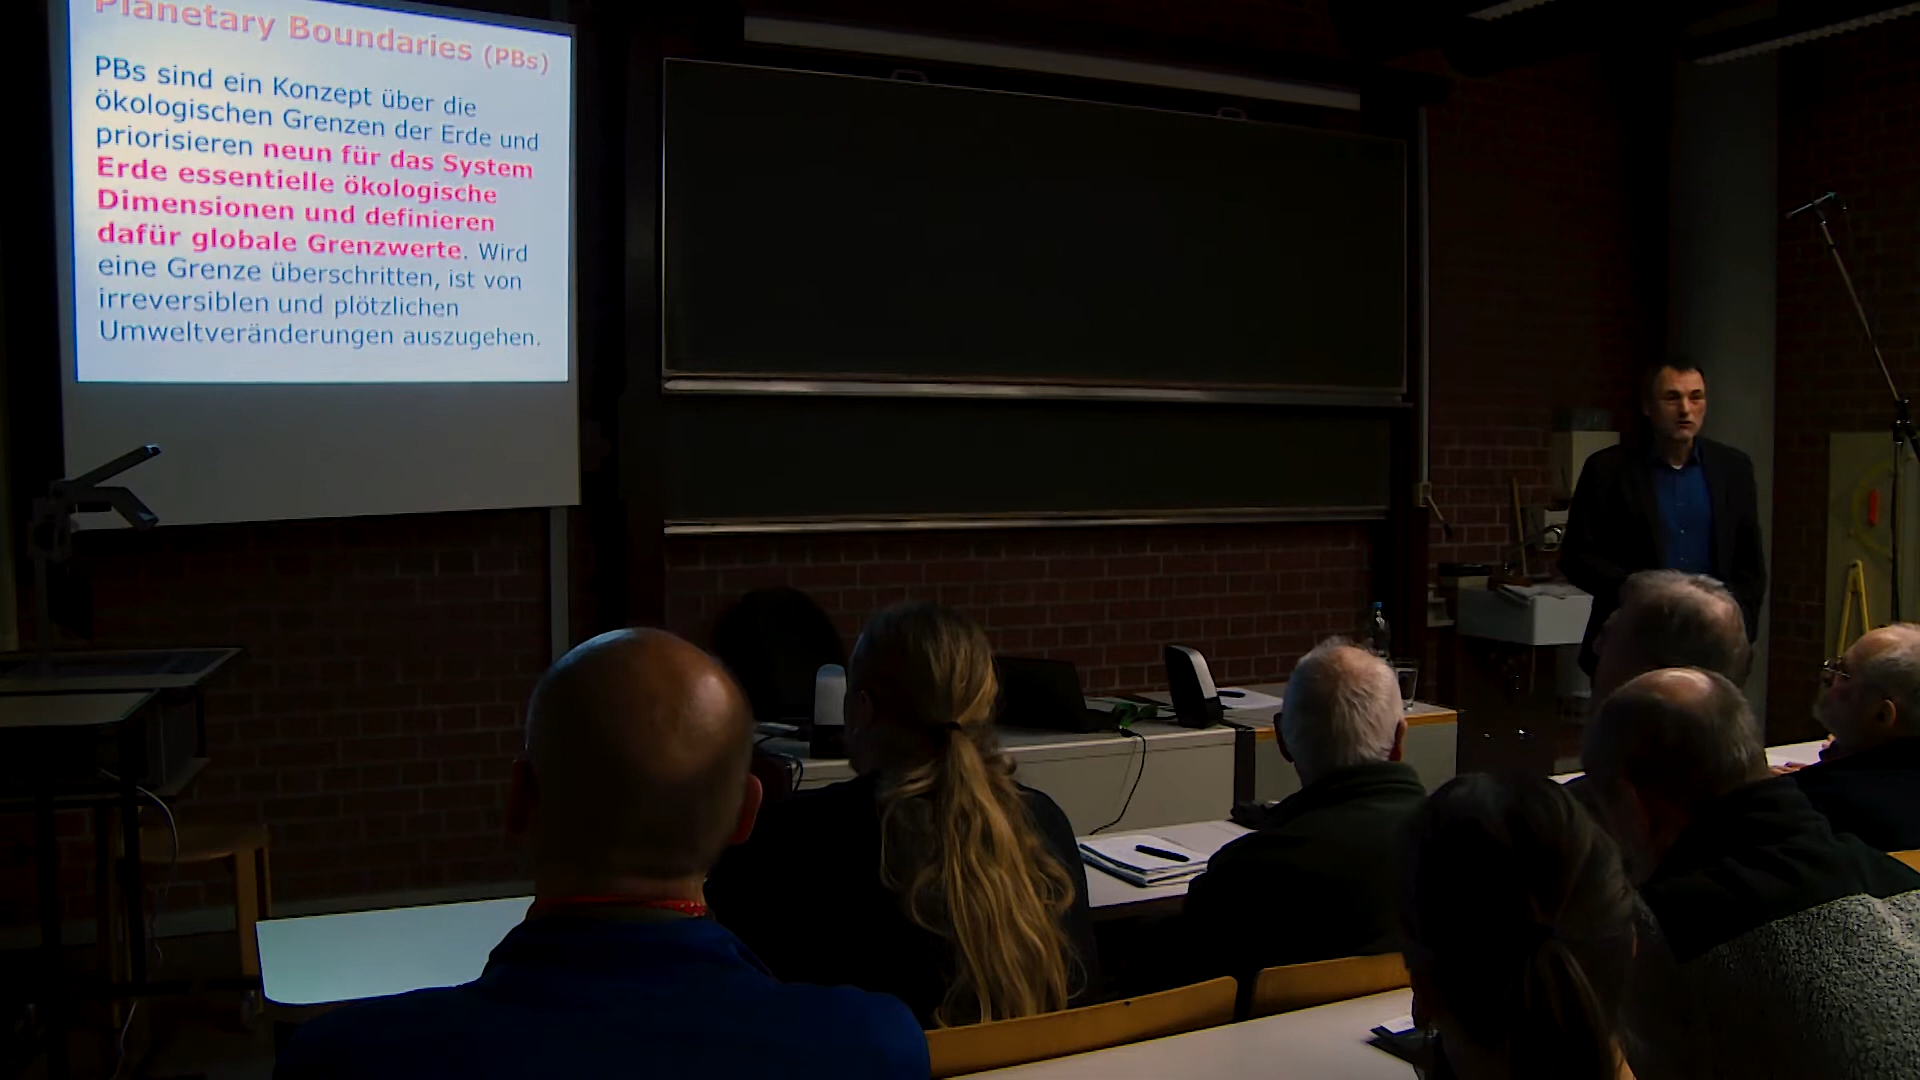 Planetary Boundaries (PBs)
PBs sind ein Konzept über die
ökologischen Grenzen der Erde und
priorisieren neun für das System
Erde essentielle ökologische
Dimensionen und definieren
dafür globale Grenzwerte. Wird
eine Grenze überschritten, ist von
irreversiblen und plötzlichen
Umweltveränderungen auszugehen.